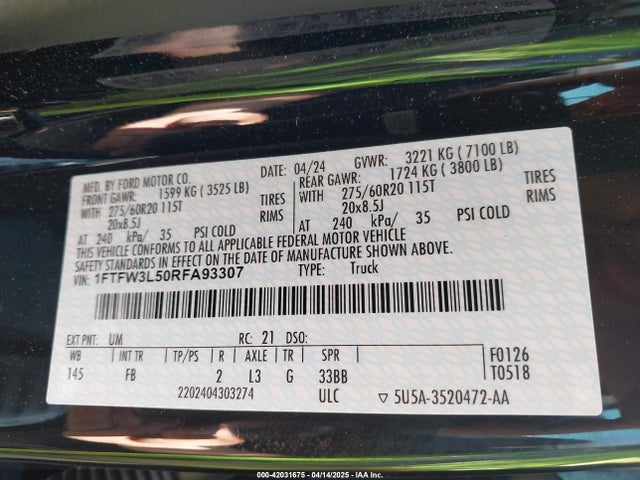 MFD. BY FORD MOTOR CO. DATE: 04/24 GVWR: 3221 KG ( 7100 LB)
FRONT GAWR: 1599 KG ( 3525 LB) REAR GAWR: 1724 KG ( 3800 LB)
WITH 275/60R20 115T TIRES WITH 275/60R20 115T TIRES
20x8.5J RIMS 20x8.5J RIMS
AT 240 kPa/ 35 PSI COLD AT 240 kPa/ 35 PSI COLD
THIS VEHICLE CONFORMS TO ALL APPLICABLE FEDERAL MOTOR VEHICLE
SAFETY STANDARDS IN EFFECT ON THE DATE OF MANUFACTURE SHOWN ABOVE.
VIN: 1FTFW3L50RFA93307 TYPE: Truck
EXT PNT: UM RC: 21 DSO:
WB INT TR TP/PS R AXLE TR SPR F0126
145 FB 2 L3 G 33BB T0518
2202404303274 ULC ▽ 5U5A-3520472-AA
000-42031675 - 04/14/2025 - IAA Inc.